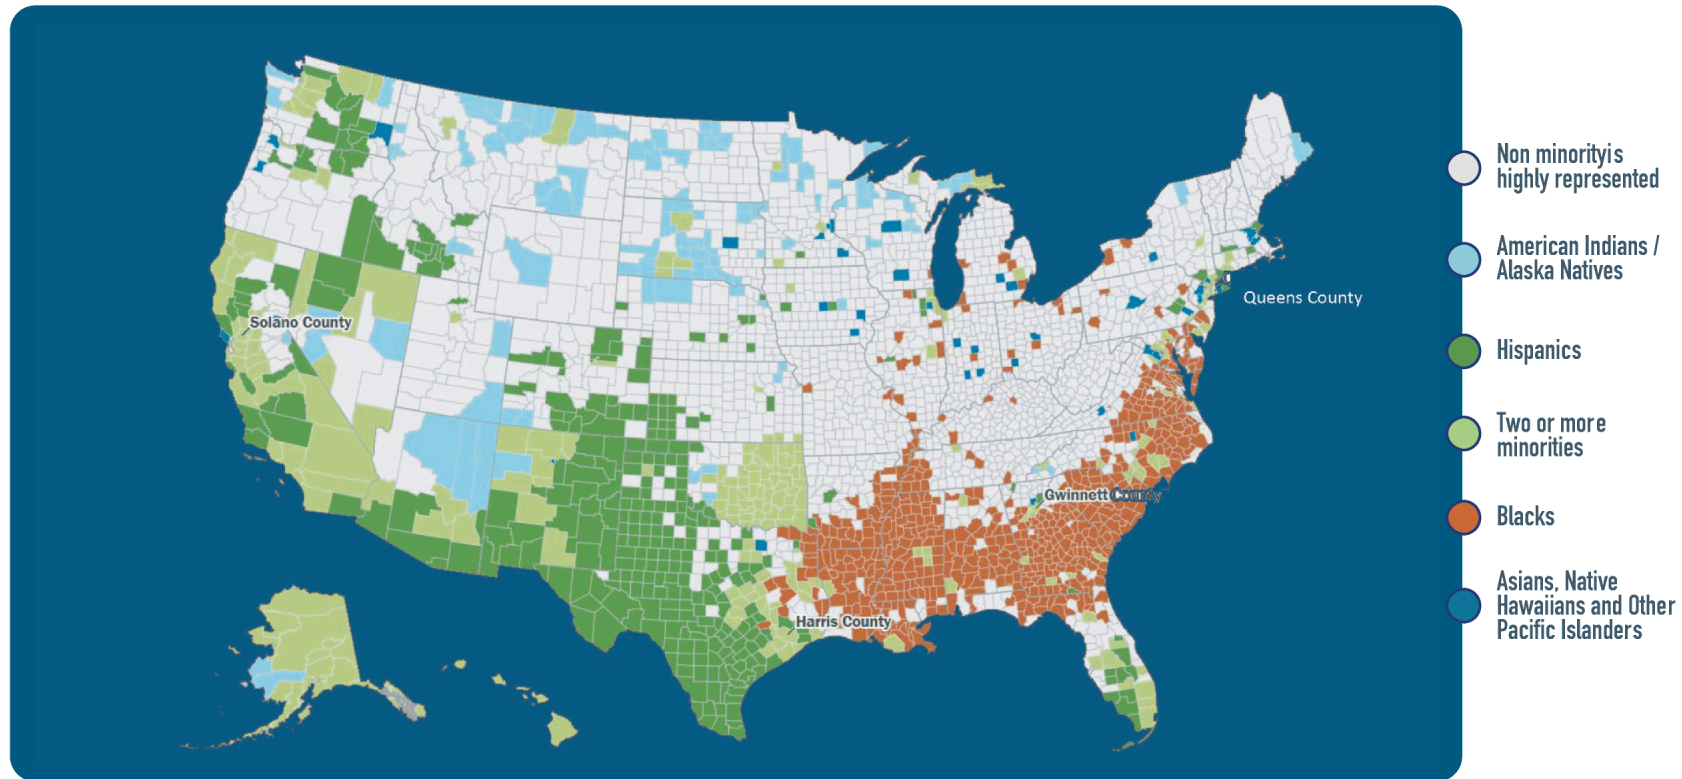 Non minorityis
highly represented
American Indians /
Alaska Natives
Queens County
Solano County
Hispanics
Two or more
minorities
Gwinnett County
Blacks
Asians, Native
Hawaiians and Other
Pacific Islanders
Harris County